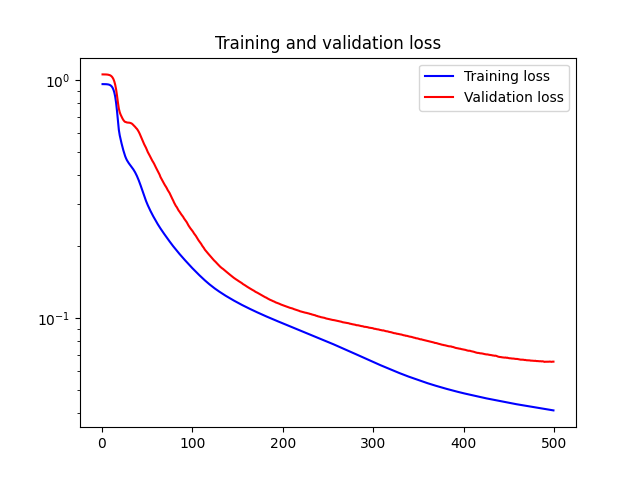 Training and validation loss
Training loss
Validation loss
10⁰
10⁻¹
0 100 200 300 400 500